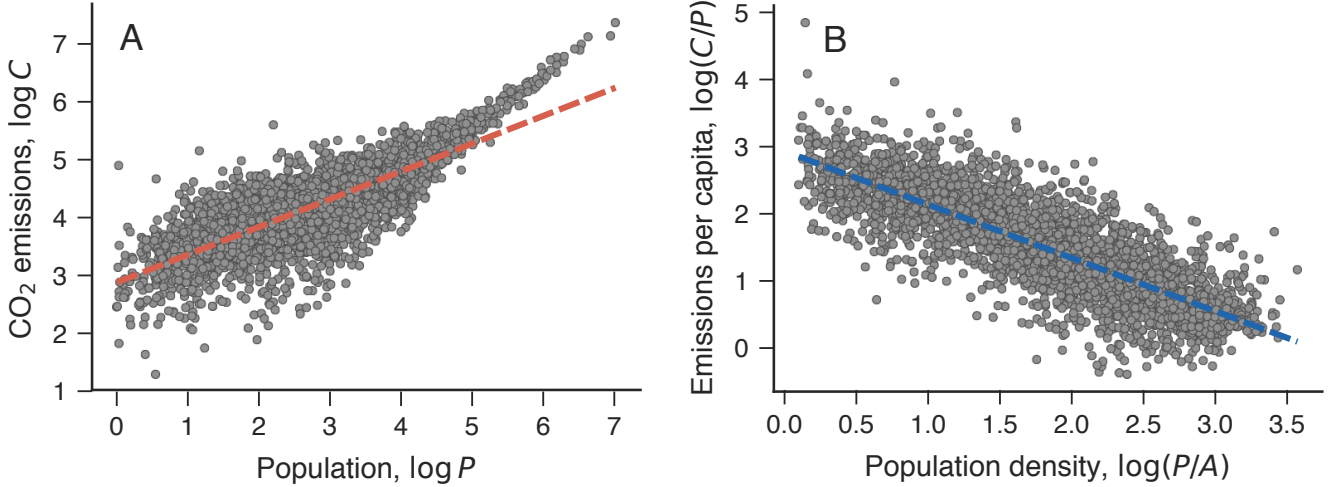 A
CO₂ emissions, log C
7
6
5
4
3
2
1
0 1 2 3 4 5 6 7
Population, log P
B
Emissions per capita, log(C/P)
5
4
3
2
1
0
0.0 0.5 1.0 1.5 2.0 2.5 3.0 3.5
Population density, log(P/A)